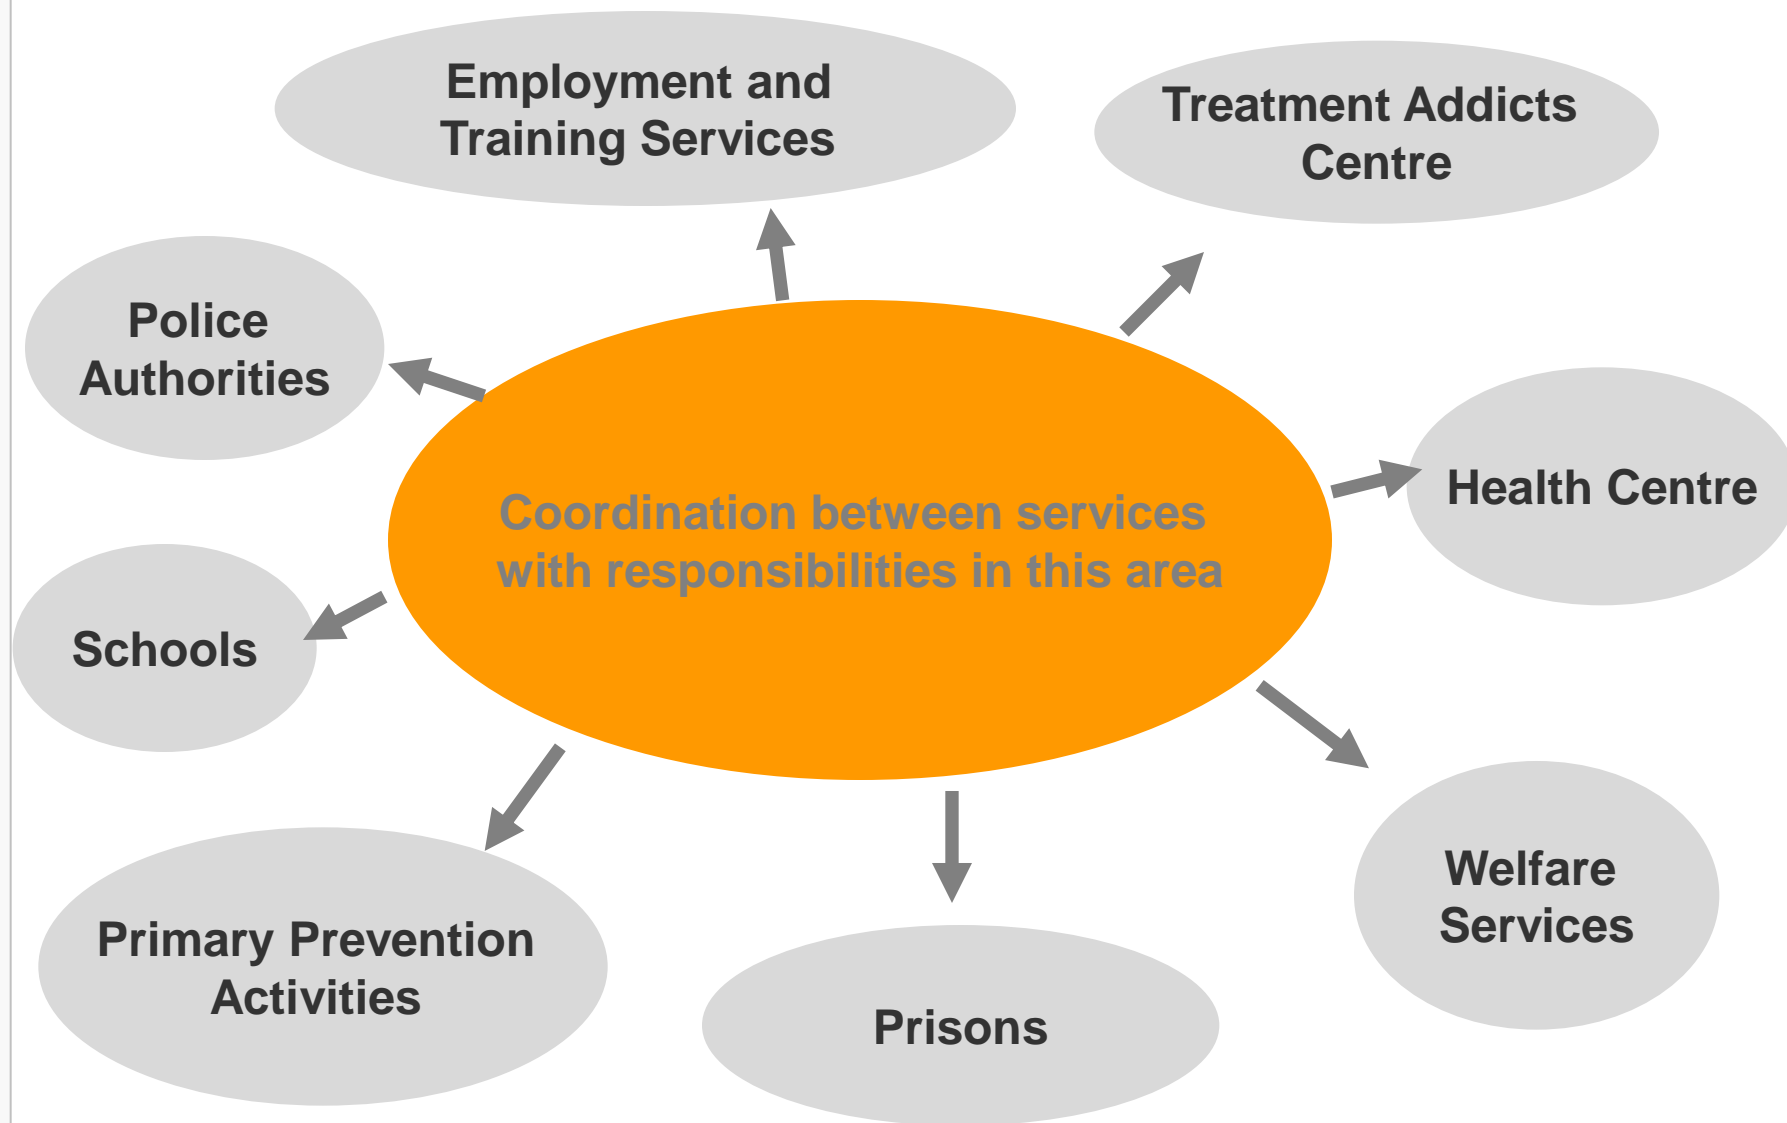 Employment and
Training Services
Treatment Addicts
Centre
Police
Authorities
Health Centre
Coordination between services
with responsibilities in this area
Schools
Welfare
Services
Primary Prevention
Activities
Prisons